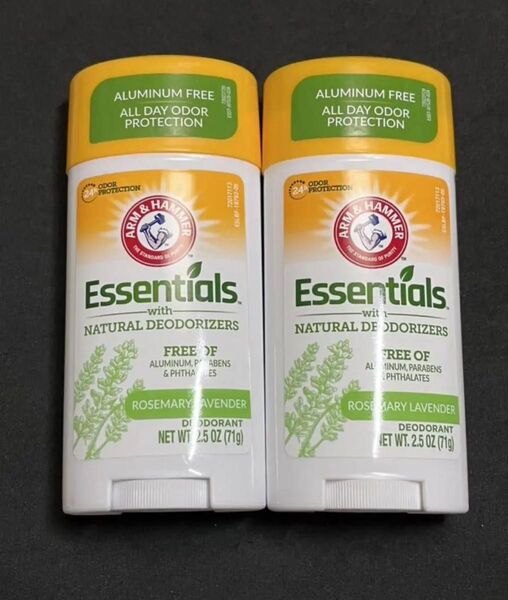 ALUMINUM FREE
ALL DAY ODOR
PROTECTION
24h ODOR
PROTECTION
ARM & HAMMER
THE STANDARD OF PURITY
Essentials™
with
NATURAL DEODORIZERS
FREE OF
ALUMINUM, PARABENS
& PHTHALATES
ROSEMARY LAVENDER
DEODORANT
NET WT. 2.5 OZ (71g)
ALUMINUM FREE
ALL DAY ODOR
PROTECTION
24h ODOR
PROTECTION
ARM & HAMMER
THE STANDARD OF PURITY
Essentials™
with
NATURAL DEODORIZERS
FREE OF
ALUMINUM, PARABENS
& PHTHALATES
ROSEMARY LAVENDER
DEODORANT
NET WT. 2.5 OZ (71g)